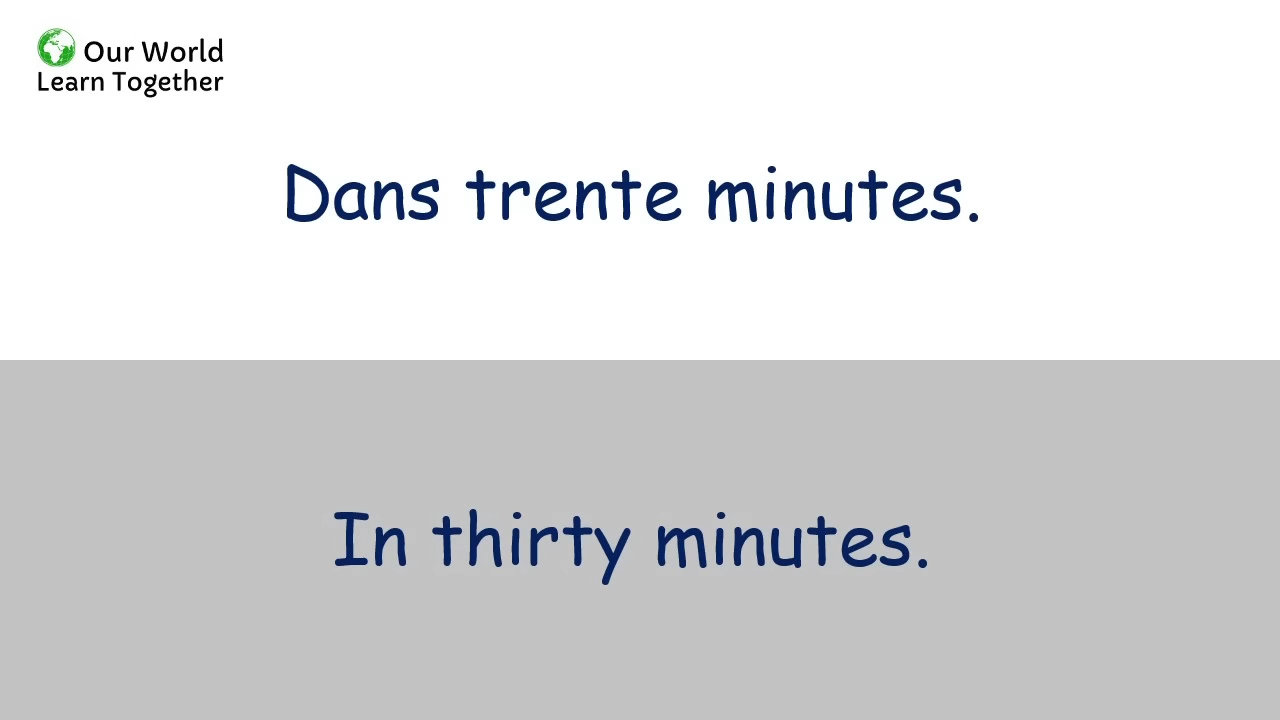 Our World
Learn Together
Dans trente minutes.
In thirty minutes.